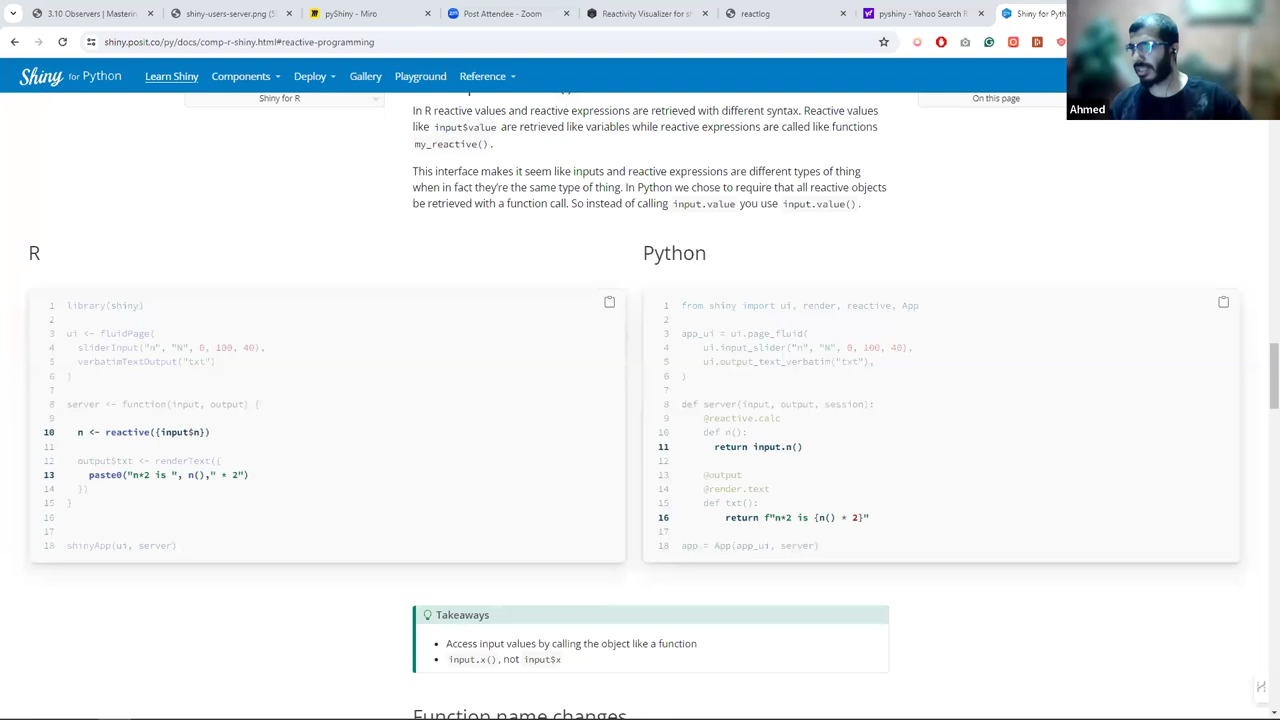 3.10 Observers | Masterin
shiny-users-server.png (S
pyShiny - Miro
Post Attendee - Zoom
Reactivity Visualizer for sh
reactlog
pyshiny - Yahoo Search R
Shiny for Pyth
shiny.posit.co/py/docs/comp-r-shiny.html#reactive-programming
Shiny for Python
Learn Shiny
Components
Deploy
Gallery
Playground
Reference
Ahmed
Shiny for R
On this page
In R reactive values and reactive expressions are retrieved with different syntax. Reactive values
like input$value are retrieved like variables while reactive expressions are called like functions
my_reactive().
This interface makes it seem like inputs and reactive expressions are different types of thing
when in fact they're the same type of thing. In Python we chose to require that all reactive objects
be retrieved with a function call. So instead of calling input.value you use input.value().
R
1 library(shiny)
2
3 ui <- fluidPage(
4 sliderInput("n", "N", 0, 100, 40),
5 verbatimTextOutput("txt")
6 )
7
8 server <- function(input, output) {
9
10 n <- reactive({input$n})
11
12 output$txt <- renderText({
13 paste0("n*2 is ", n()," * 2")
14 })
15 }
16
17
18 shinyApp(ui, server)
Python
1 from shiny import ui, render, reactive, App
2
3 app_ui = ui.page_fluid(
4 ui.input_slider("n", "N", 0, 100, 40),
5 ui.output_text_verbatim("txt"),
6 )
7
8 def server(input, output, session):
9 @reactive.calc
10 def n():
11 return input.n()
12
13 @output
14 @render.text
15 def txt():
16 return f"n*2 is {n() * 2}"
17
18 app = App(app_ui, server)
Takeaways
• Access input values by calling the object like a function
• input.x(), not input$x
Function name changes